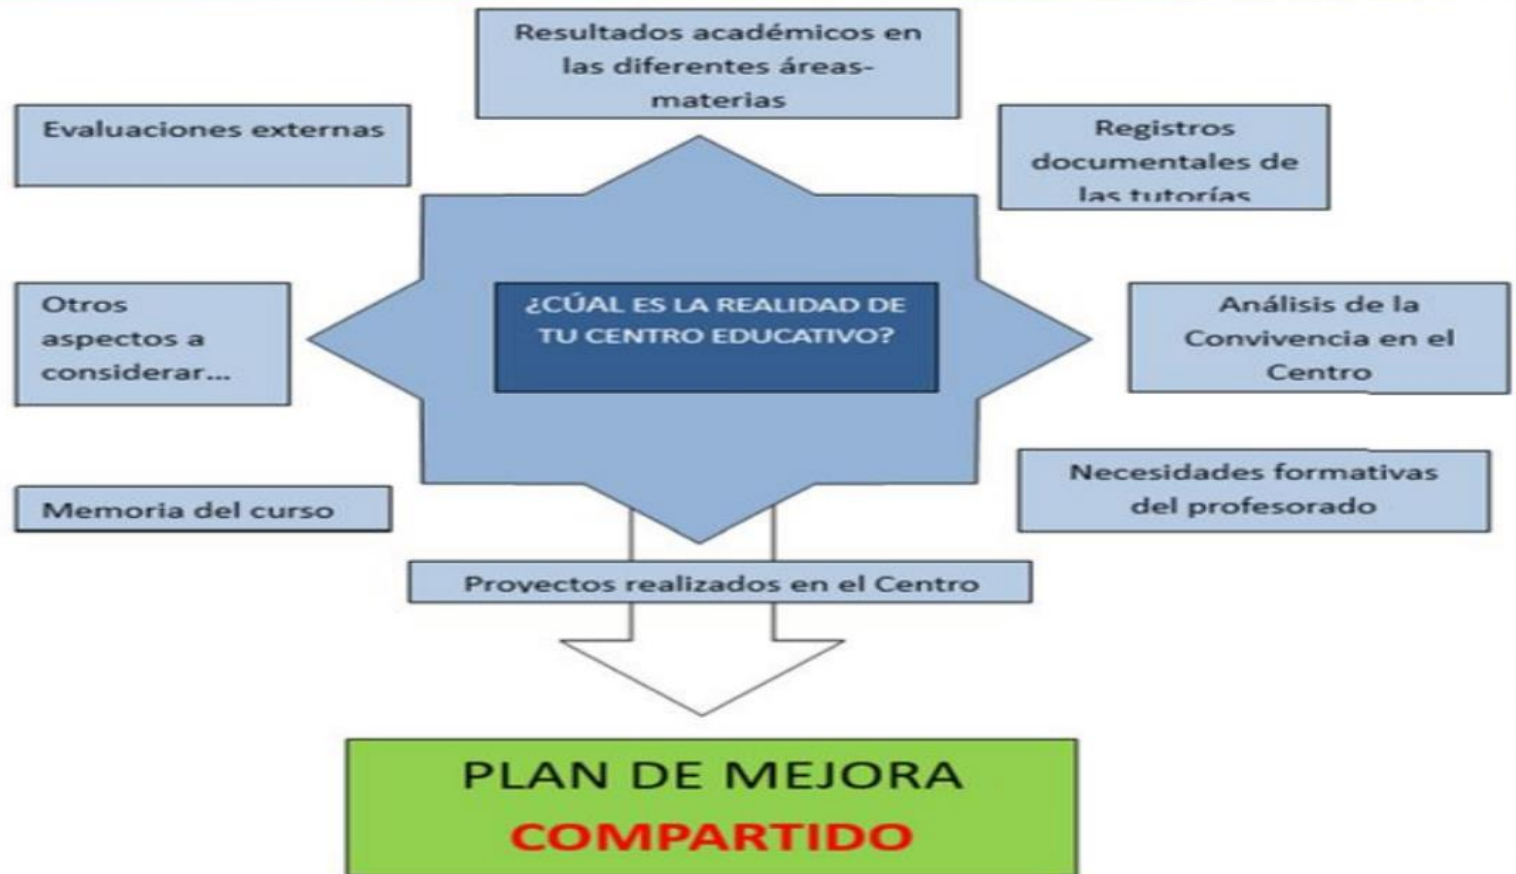 Resultados académicos en
las diferentes áreas-
materias
Evaluaciones externas
Registros
documentales de
las tutorías
Otros
aspectos a
considerar...
¿CÚAL ES LA REALIDAD DE
TU CENTRO EDUCATIVO?
Análisis de la
Convivencia en el
Centro
Memoria del curso
Necesidades formativas
del profesorado
Proyectos realizados en el Centro
PLAN DE MEJORA
COMPARTIDO